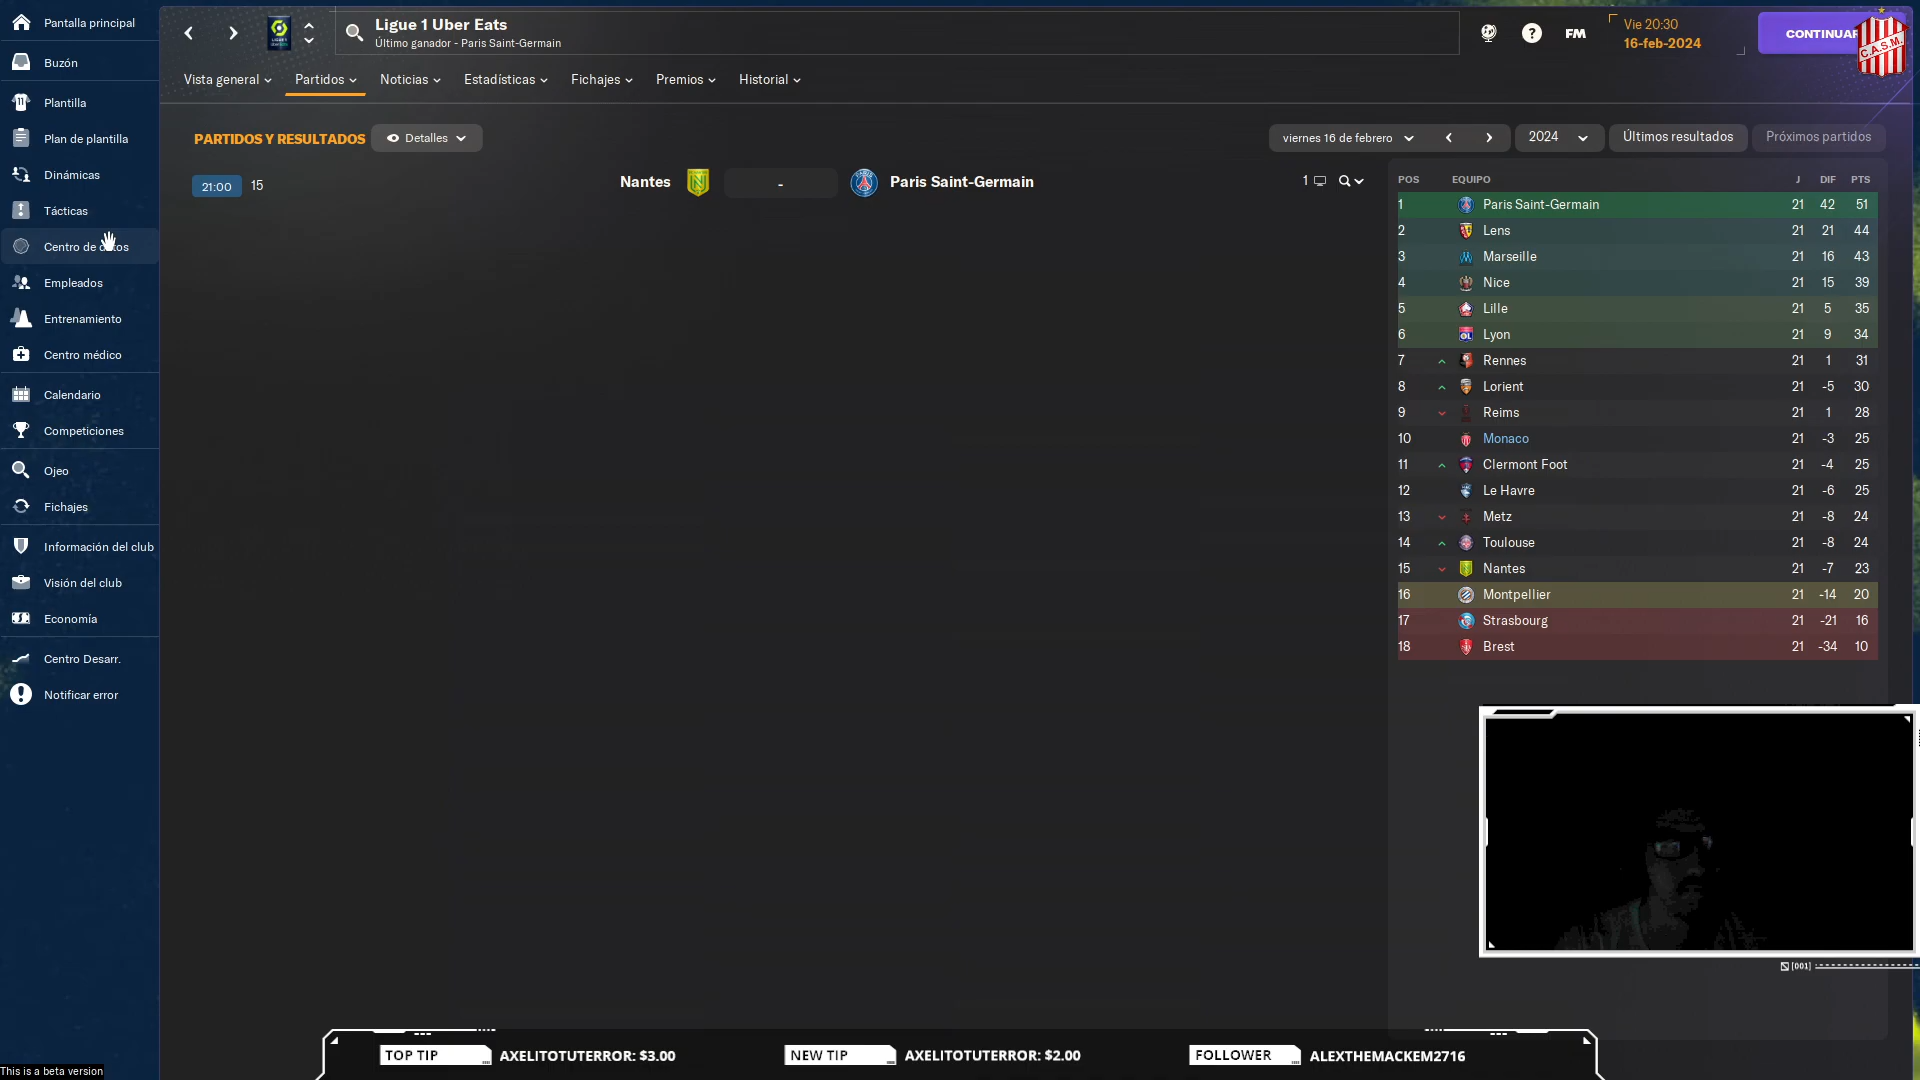 Pantalla principal
Buzón
Plantilla
Plan de plantilla
Dinámicas
Tácticas
Centro de datos
Empleados
Entrenamiento
Centro médico
Calendario
Competiciones
Ojeo
Fichajes
Información del club
Visión del club
Economía
Centro Desarr.
Notificar error
This is a beta version
Ligue 1 Uber Eats
Último ganador - Paris Saint-Germain
FM
Vie 20:30
16-feb-2024
CONTINUAR
C.A.S.M.
Vista general Partidos Noticias Estadísticas Fichajes Premios Historial
PARTIDOS Y RESULTADOS Detalles
viernes 16 de febrero 2024 Últimos resultados Próximos partidos
21:00 15 Nantes - Paris Saint-Germain 1
POS EQUIPO J DIF PTS
1 Paris Saint-Germain 21 42 51
2 Lens 21 21 44
3 Marseille 21 16 43
4 Nice 21 15 39
5 Lille 21 5 35
6 Lyon 21 9 34
7 Rennes 21 1 31
8 Lorient 21 -5 30
9 Reims 21 1 28
10 Monaco 21 -3 25
11 Clermont Foot 21 -4 25
12 Le Havre 21 -6 25
13 Metz 21 -8 24
14 Toulouse 21 -8 24
15 Nantes 21 -7 23
16 Montpellier 21 -14 20
17 Strasbourg 21 -21 16
18 Brest 21 -34 10
[001]
TOP TIP AXELITOTUTERROR: $3.00 NEW TIP AXELITOTUTERROR: $2.00 FOLLOWER ALEXTHEMACKEM2716